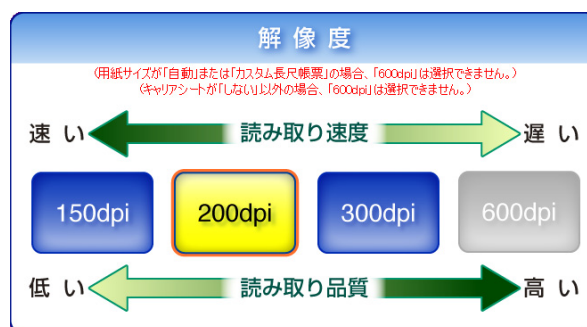 解像度
(用紙サイズが「自動」または「カスタム長尺帳票」の場合、「600dpi」は選択できません。)
(キャリアシートが「しない」以外の場合、「600dpi」は選択できません。)
速い 読み取り速度 遅い
150dpi 200dpi 300dpi 600dpi
低い 読み取り品質 高い